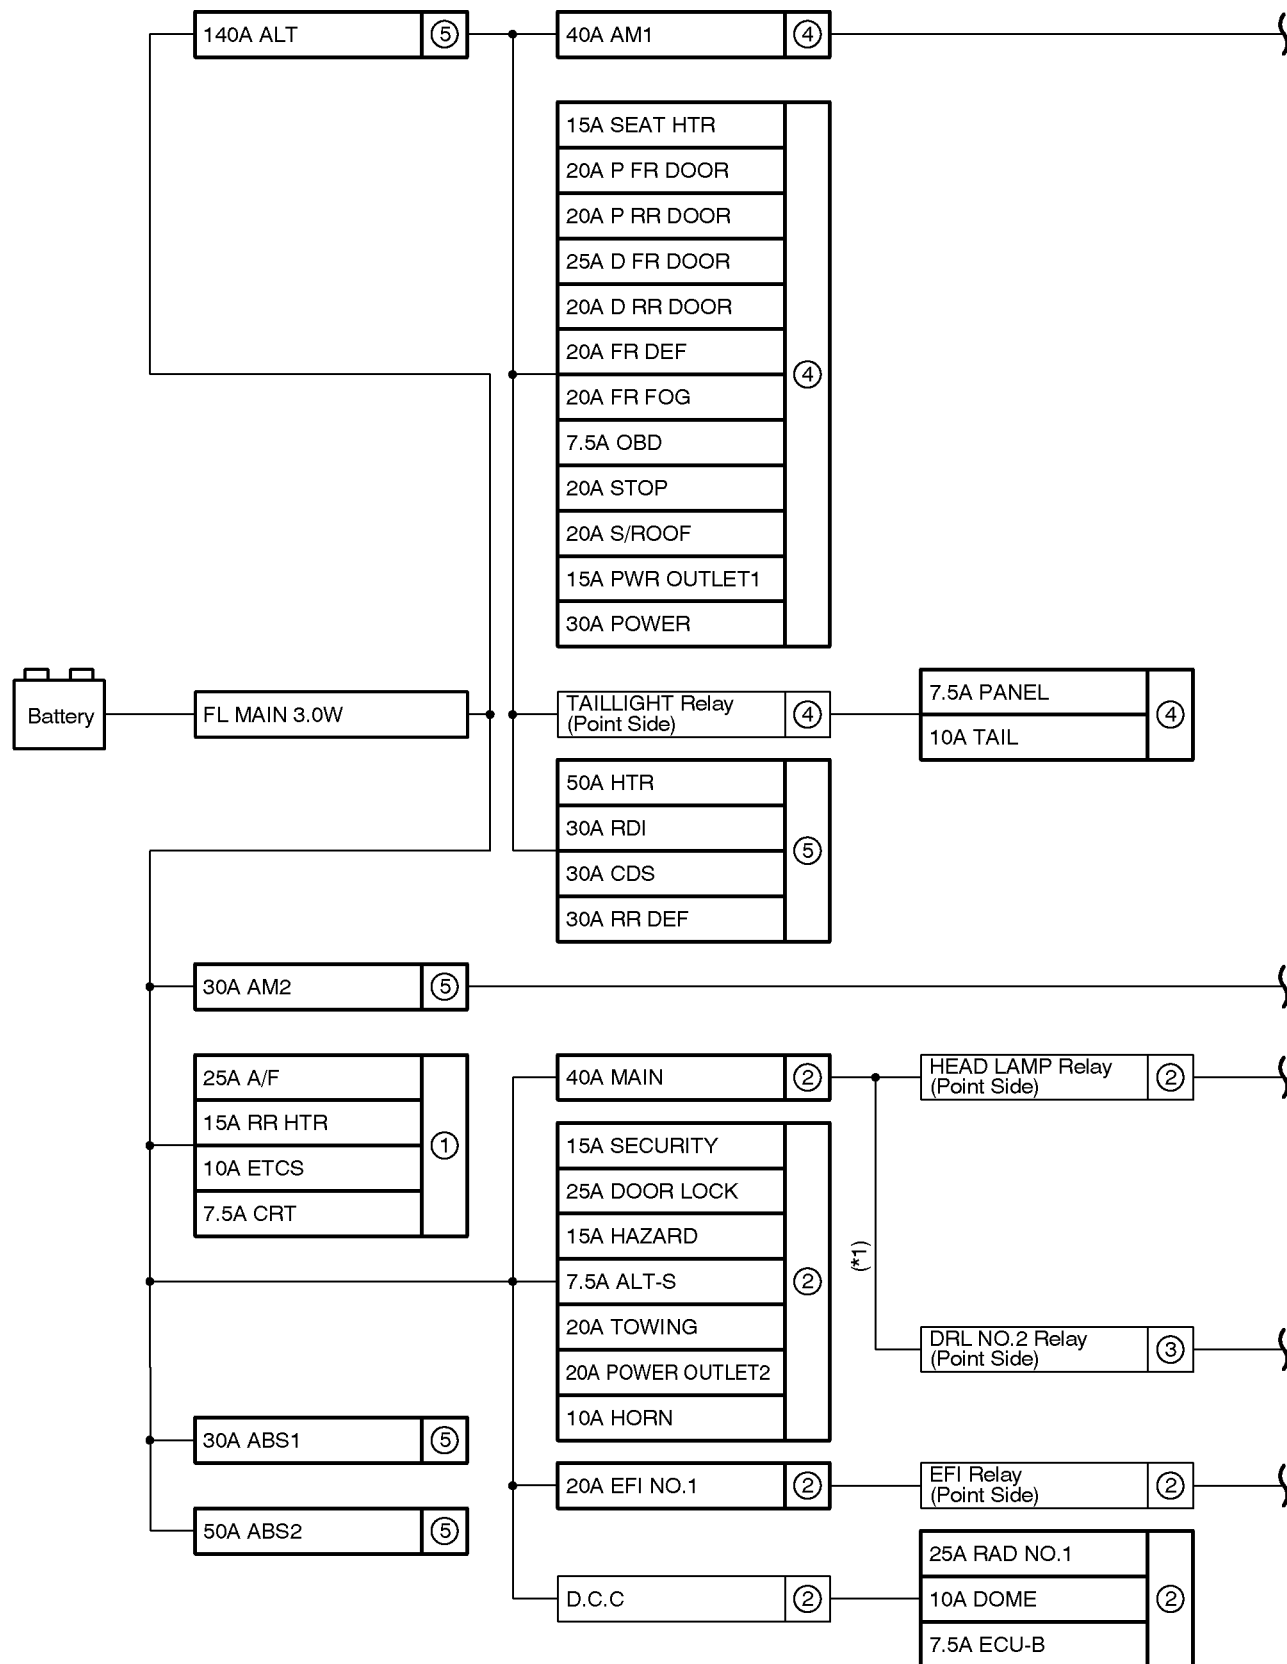 140A ALT ⑤
40A AM1 ④
15A SEAT HTR
20A P FR DOOR
20A P RR DOOR
25A D FR DOOR
20A D RR DOOR
20A FR DEF
④
20A FR FOG
7.5A OBD
20A STOP
20A S/ROOF
15A PWR OUTLET1
30A POWER
Battery
FL MAIN 3.0W
TAILLIGHT Relay
(Point Side)
④
7.5A PANEL
10A TAIL
④
50A HTR
30A RDI
30A CDS
30A RR DEF
⑤
30A AM2 ⑤
25A A/F
15A RR HTR
10A ETCS
7.5A CRT
①
40A MAIN ②
HEAD LAMP Relay
(Point Side)
②
15A SECURITY
25A DOOR LOCK
15A HAZARD
7.5A ALT-S
20A TOWING
20A POWER OUTLET2
10A HORN
②
(*1)
DRL NO.2 Relay
(Point Side)
③
30A ABS1 ⑤
20A EFI NO.1 ②
EFI Relay
(Point Side)
②
50A ABS2 ⑤
D.C.C ②
25A RAD NO.1
10A DOME
7.5A ECU-B
②